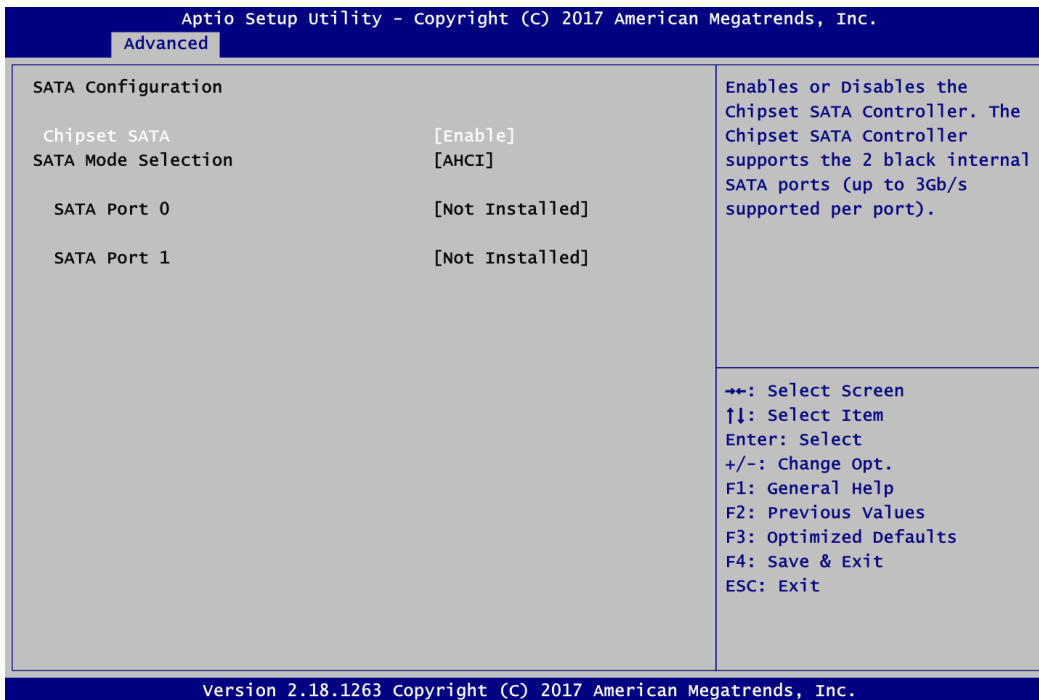 Aptio Setup Utility - Copyright (C) 2017 American Megatrends, Inc.
Advanced
SATA Configuration
Chipset SATA [Enable]
SATA Mode Selection [AHCI]
SATA Port 0 [Not Installed]
SATA Port 1 [Not Installed]
Enables or Disables the
Chipset SATA Controller. The
Chipset SATA Controller
supports the 2 black internal
SATA ports (up to 3Gb/s
supported per port).
→←: Select Screen
↑↓: Select Item
Enter: Select
+/-: Change Opt.
F1: General Help
F2: Previous Values
F3: Optimized Defaults
F4: Save & Exit
ESC: Exit
Version 2.18.1263 Copyright (C) 2017 American Megatrends, Inc.